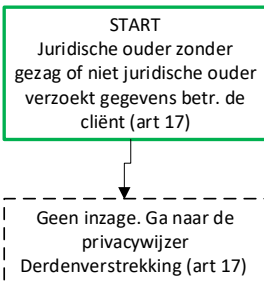 START
Juridische ouder zonder
gezag of niet juridische ouder
verzoekt gegevens betr. de
cliënt (art 17)
Geen inzage. Ga naar de
privacywijzer
Derdenverstrekking (art 17)